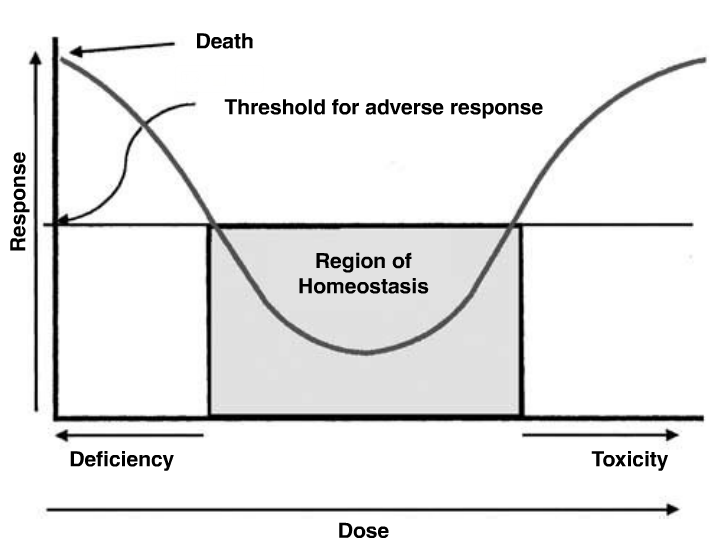 Death
Threshold for adverse response
Response
Region of
Homeostasis
Deficiency
Toxicity
Dose